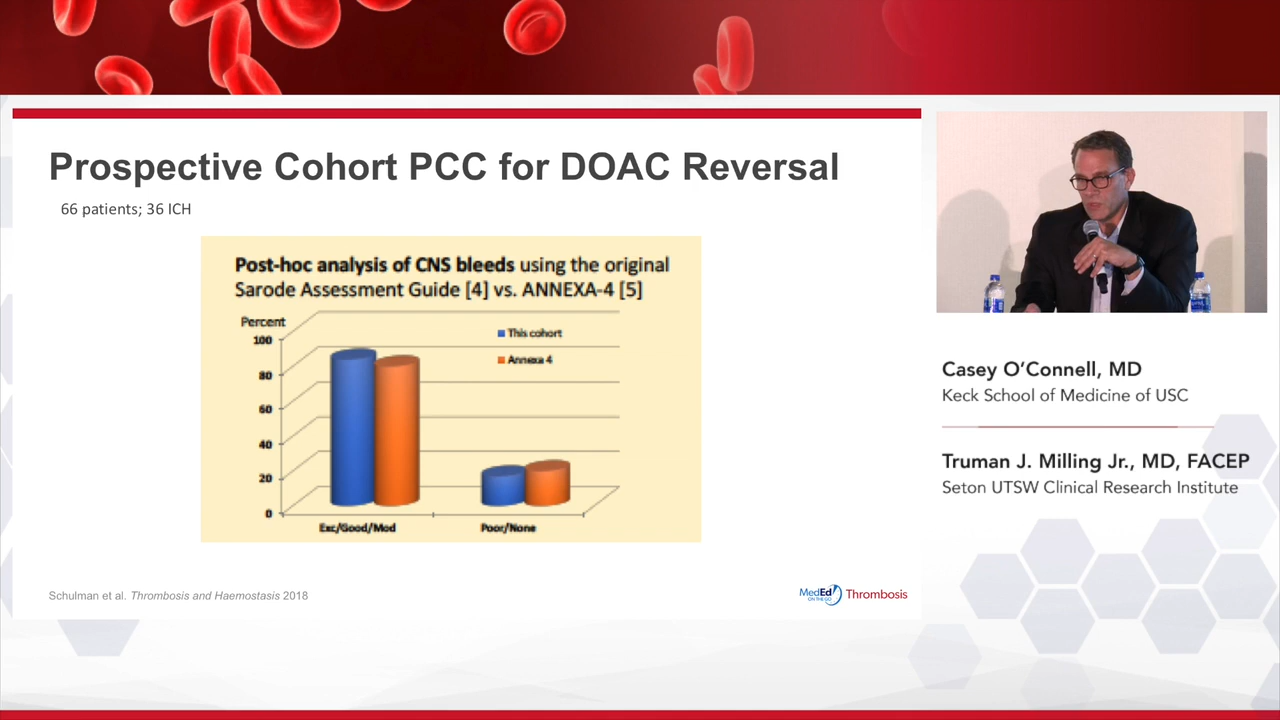 Prospective Cohort PCC for DOAC Reversal
66 patients; 36 ICH
Post-hoc analysis of CNS bleeds using the original
Sarode Assessment Guide [4] vs. ANNEXA-4 [5]
Percent
100
80
60
40
20
0
This cohort
Annexa 4
Exc/Good/Mod
Poor/None
Schulman et al. Thrombosis and Haemostasis 2018
MedEd
ON THE GO
Thrombosis
Casey O’Connell, MD
Keck School of Medicine of USC
Truman J. Milling Jr., MD, FACEP
Seton UTSW Clinical Research Institute